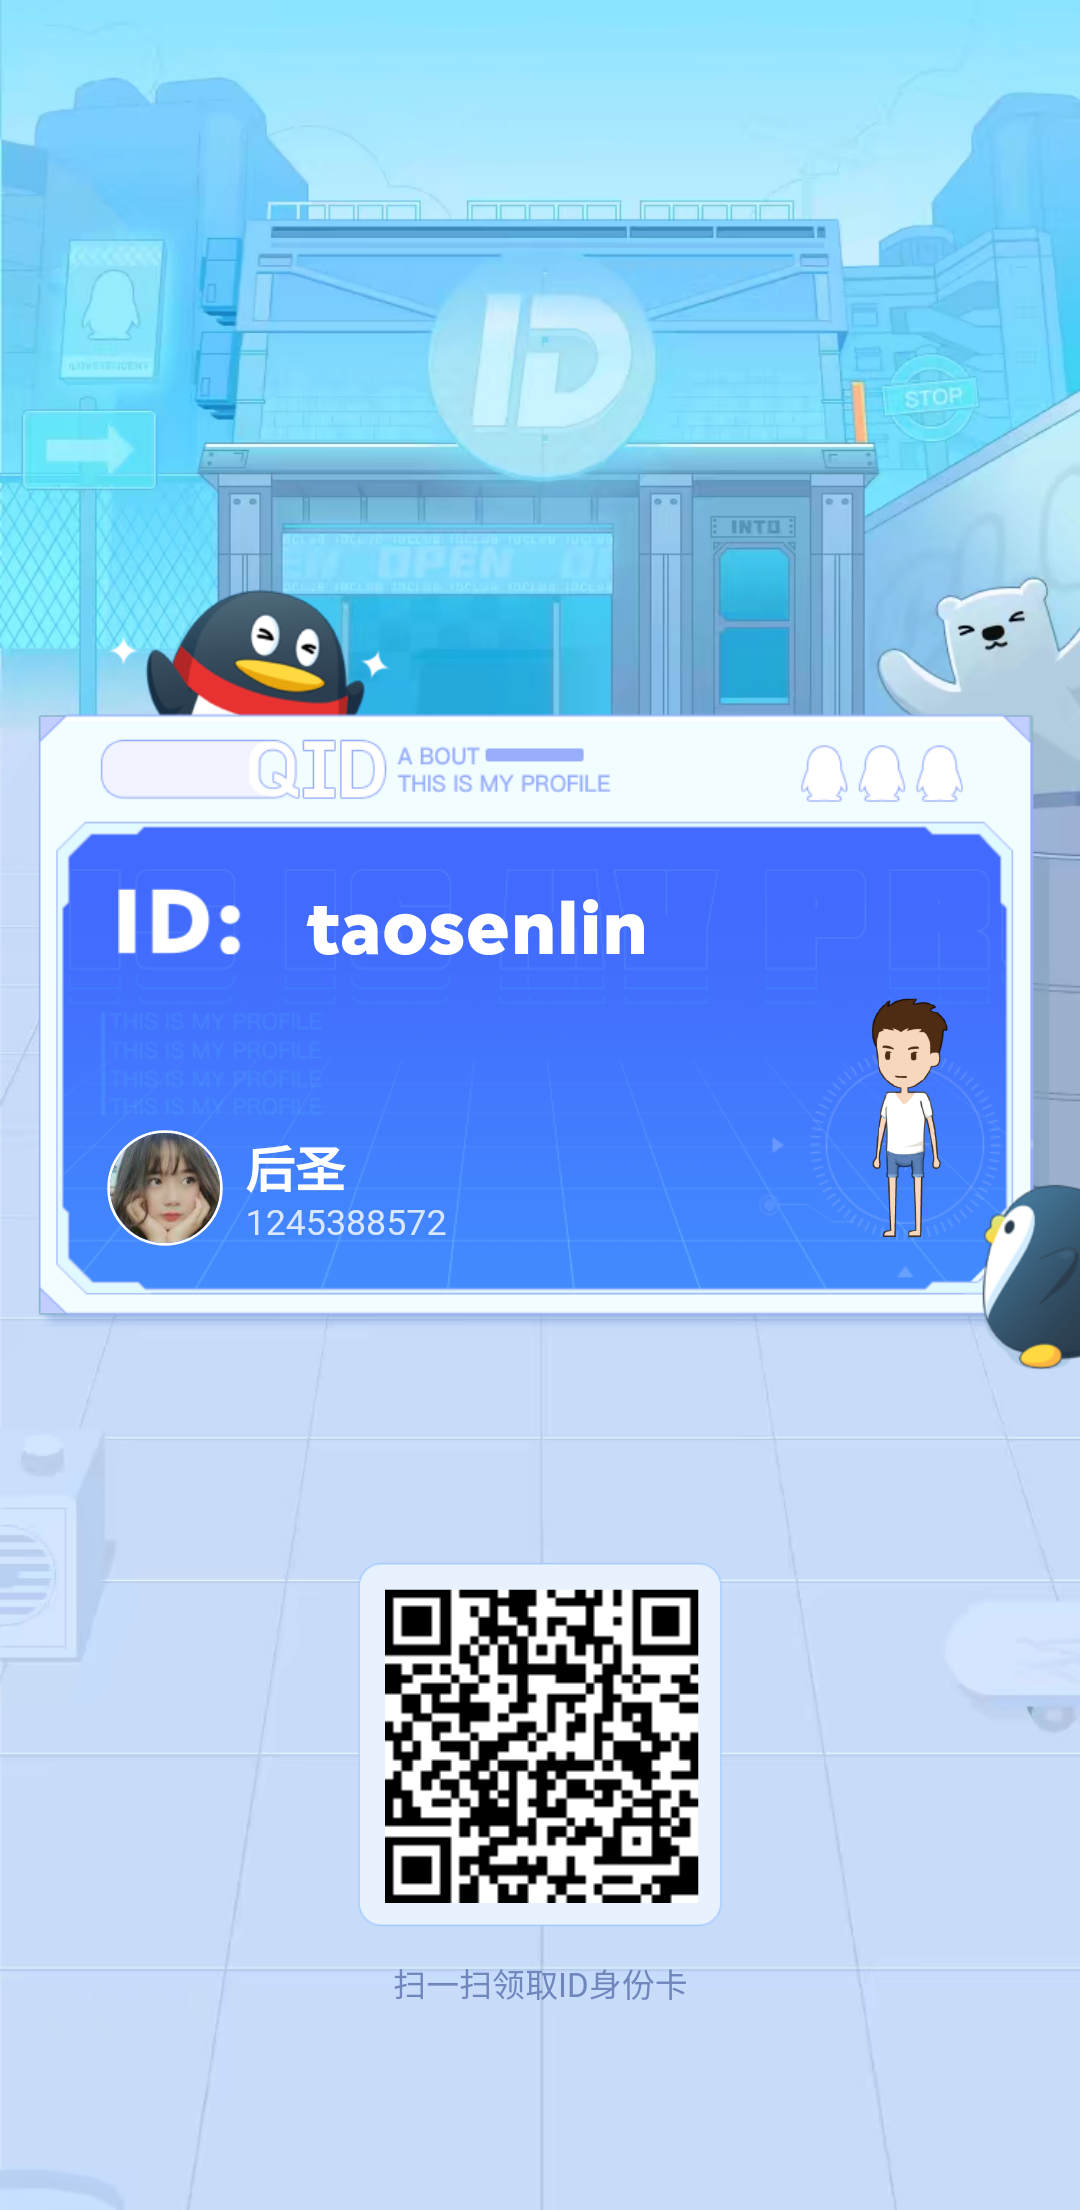 ID
STOP
INTO
OPEN
QID
A BOUT
THIS IS MY PROFILE
ID: taosenlin
THIS IS MY PROFILE
THIS IS MY PROFILE
THIS IS MY PROFILE
THIS IS MY PROFILE
后圣
1245388572
扫一扫领取ID身份卡